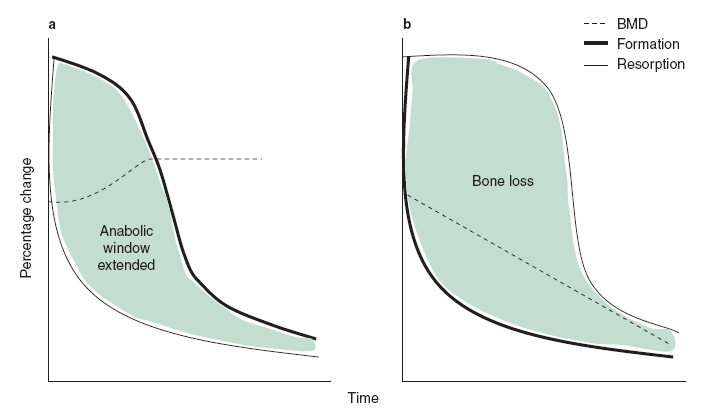 a
b
BMD
Formation
Resorption
Percentage change
Anabolic
window
extended
Bone loss
Time